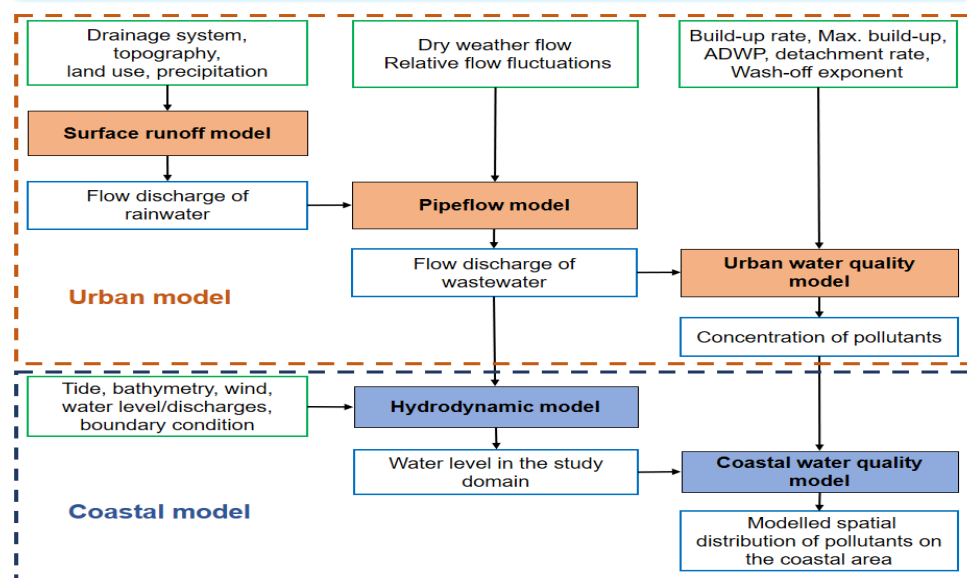 Drainage system,
topography,
land use, precipitation
Dry weather flow
Relative flow fluctuations
Build-up rate, Max. build-up,
ADWP, detachment rate,
Wash-off exponent
Surface runoff model
Flow discharge of
rainwater
Pipeflow model
Flow discharge of
wastewater
Urban water quality
model
Urban model
Concentration of pollutants
Tide, bathymetry, wind,
water level/discharges,
boundary condition
Hydrodynamic model
Water level in the study
domain
Coastal water quality
model
Coastal model
Modelled spatial
distribution of pollutants on
the coastal area